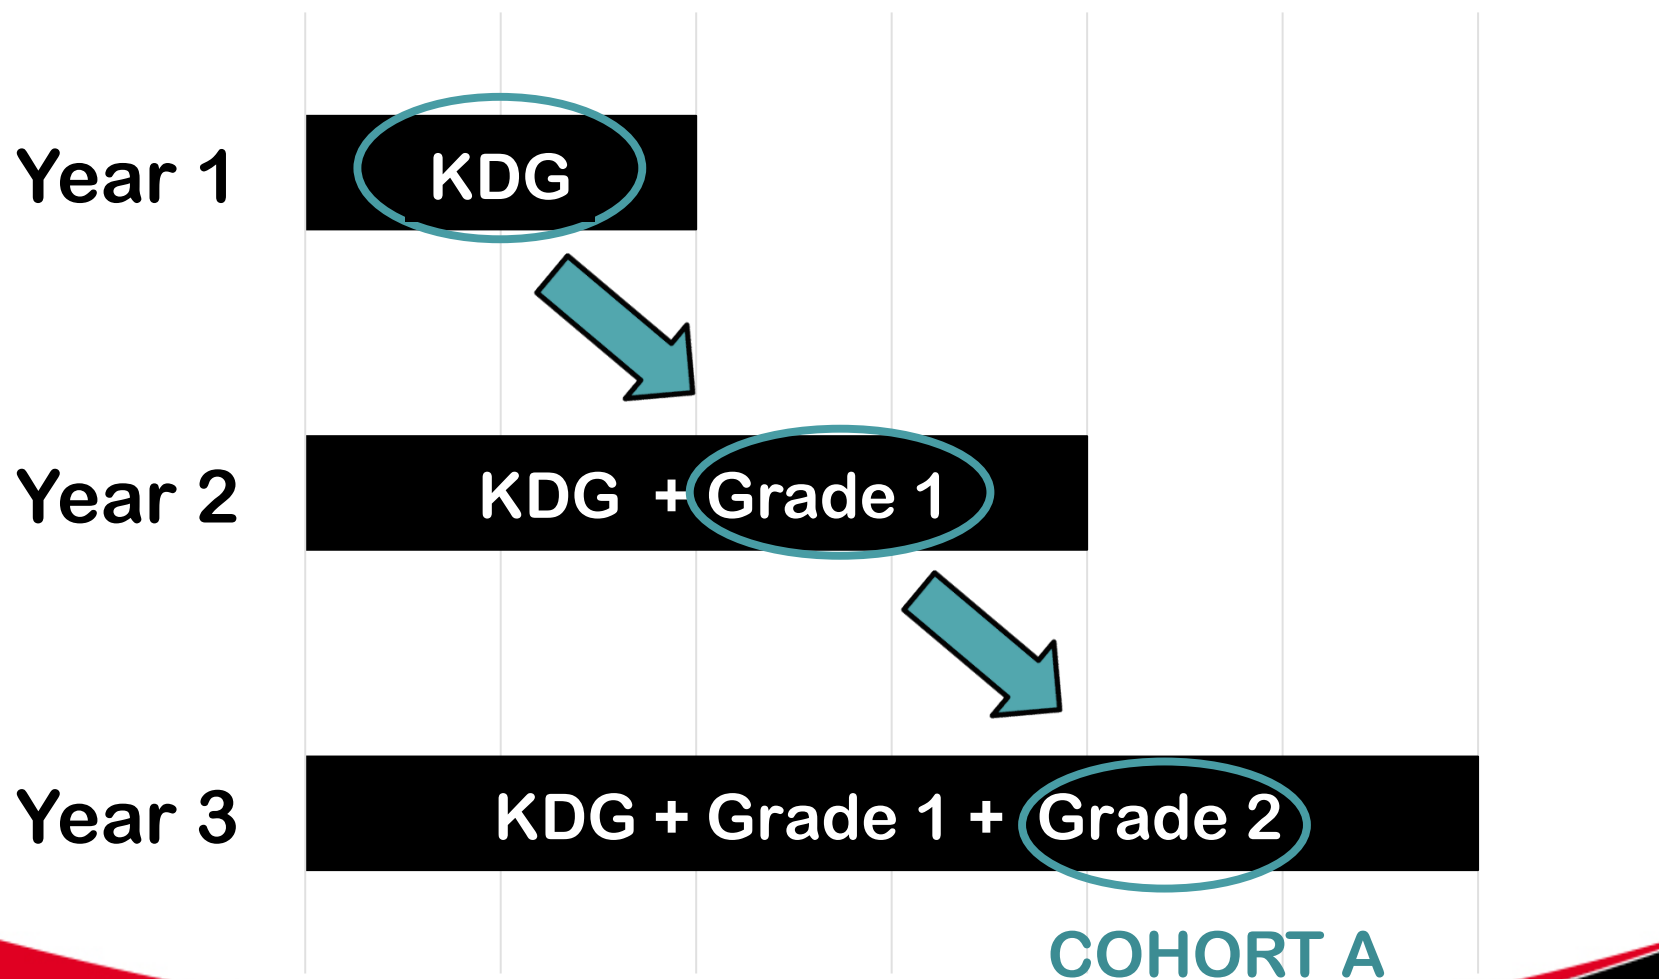 Year 1
KDG
Year 2
KDG + Grade 1
Year 3
KDG + Grade 1 + Grade 2
COHORT A